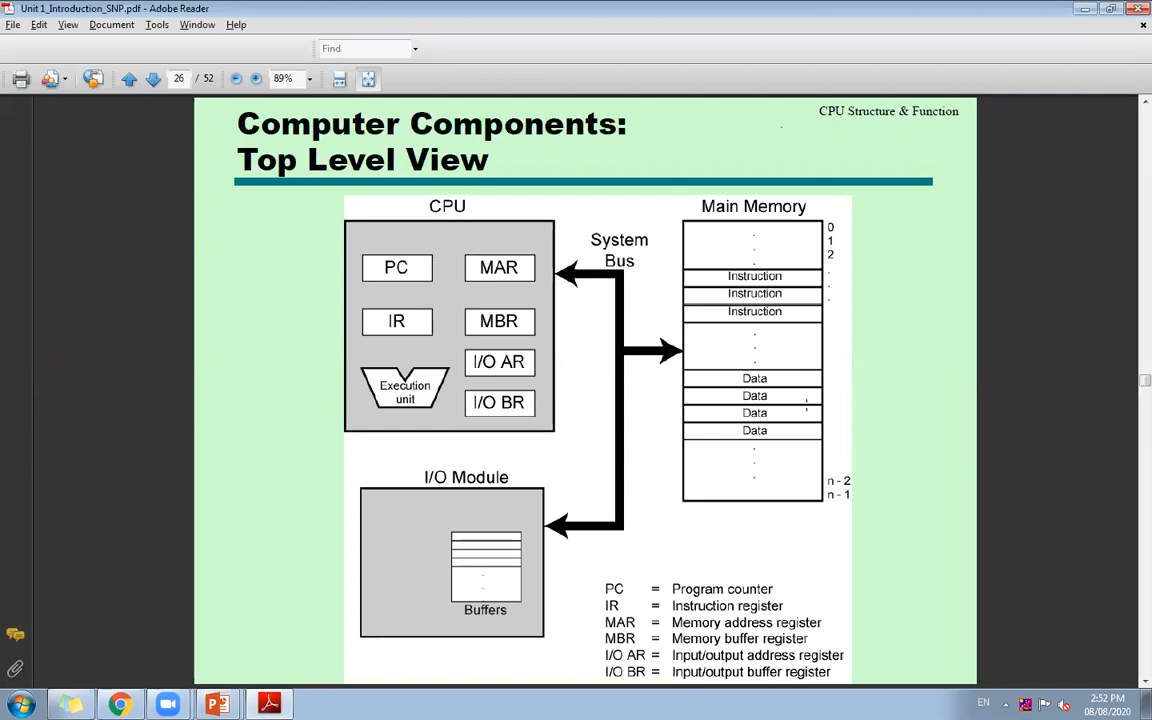 Unit 1_Introduction_SNP.pdf - Adobe Reader
File Edit View Document Tools Window Help
Find
26 / 52 89%
CPU Structure & Function
Computer Components:
Top Level View
CPU
System
Bus
Main Memory
PC
MAR
IR
MBR
I/O AR
I/O BR
Execution
unit
0
1
2
Instruction
Instruction
Instruction
Data
Data
Data
Data
n - 2
n - 1
I/O Module
Buffers
PC = Program counter
IR = Instruction register
MAR = Memory address register
MBR = Memory buffer register
I/O AR = Input/output address register
I/O BR = Input/output buffer register
EN
2:52 PM
08/08/2020